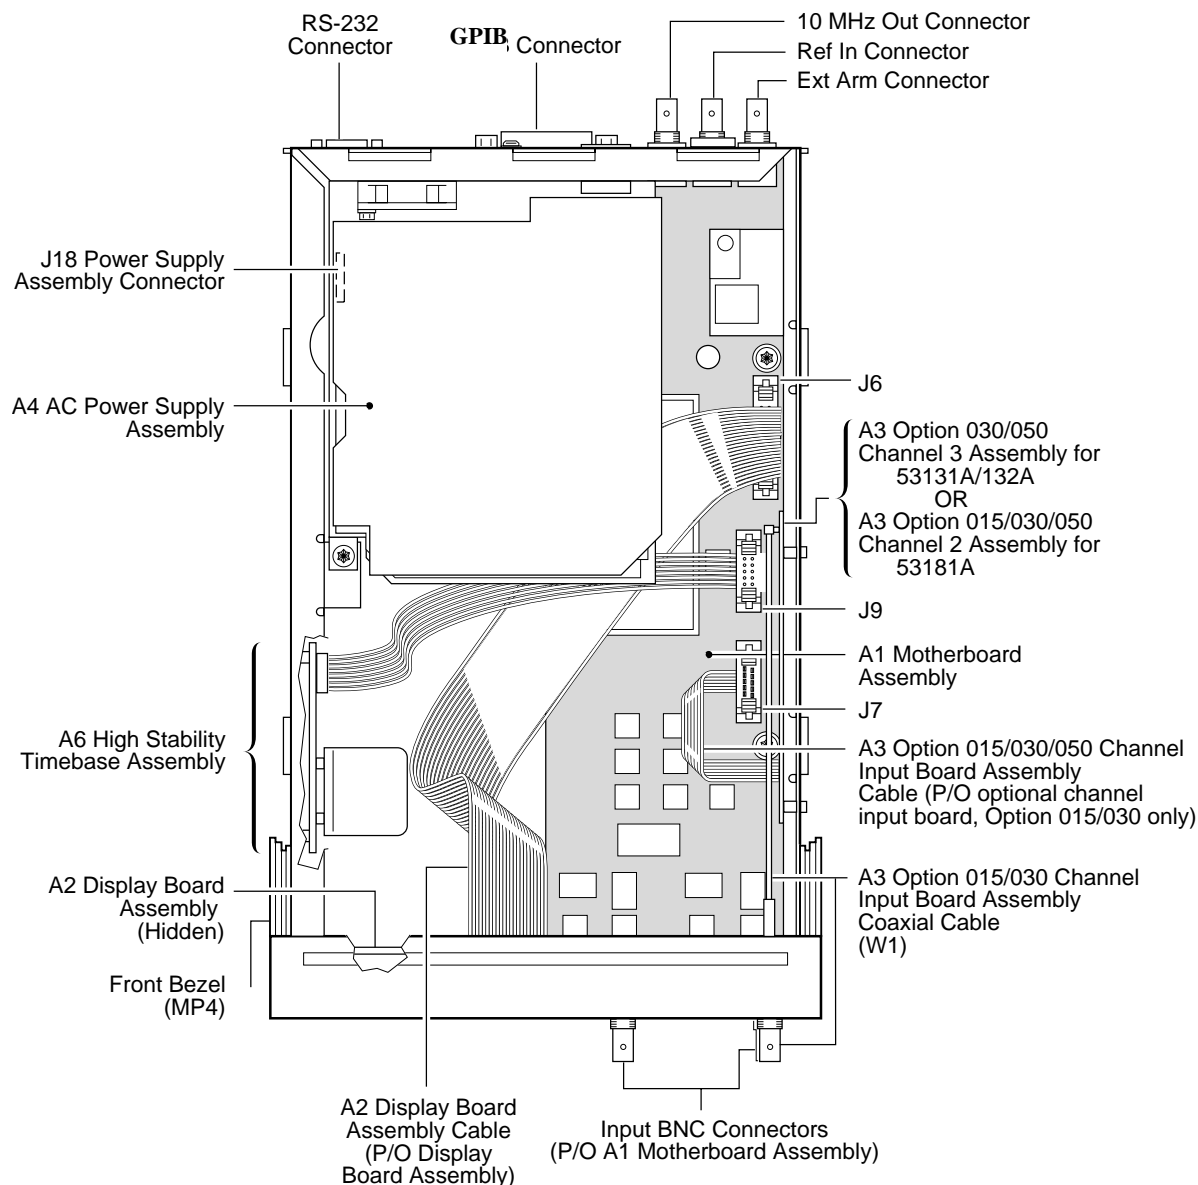 RS-232
Connector
GPIB Connector
10 MHz Out Connector
Ref In Connector
Ext Arm Connector
J18 Power Supply
Assembly Connector
A4 AC Power Supply
Assembly
J6
A3 Option 030/050
Channel 3 Assembly for
53131A/132A
OR
A3 Option 015/030/050
Channel 2 Assembly for
53181A
J9
A1 Motherboard
Assembly
J7
A6 High Stability
Timebase Assembly
A3 Option 015/030/050 Channel
Input Board Assembly
Cable (P/O optional channel
input board, Option 015/030 only)
A2 Display Board
Assembly
(Hidden)
A3 Option 015/030 Channel
Input Board Assembly
Coaxial Cable
(W1)
Front Bezel
(MP4)
A2 Display Board
Assembly Cable
(P/O Display
Board Assembly)
Input BNC Connectors
(P/O A1 Motherboard Assembly)